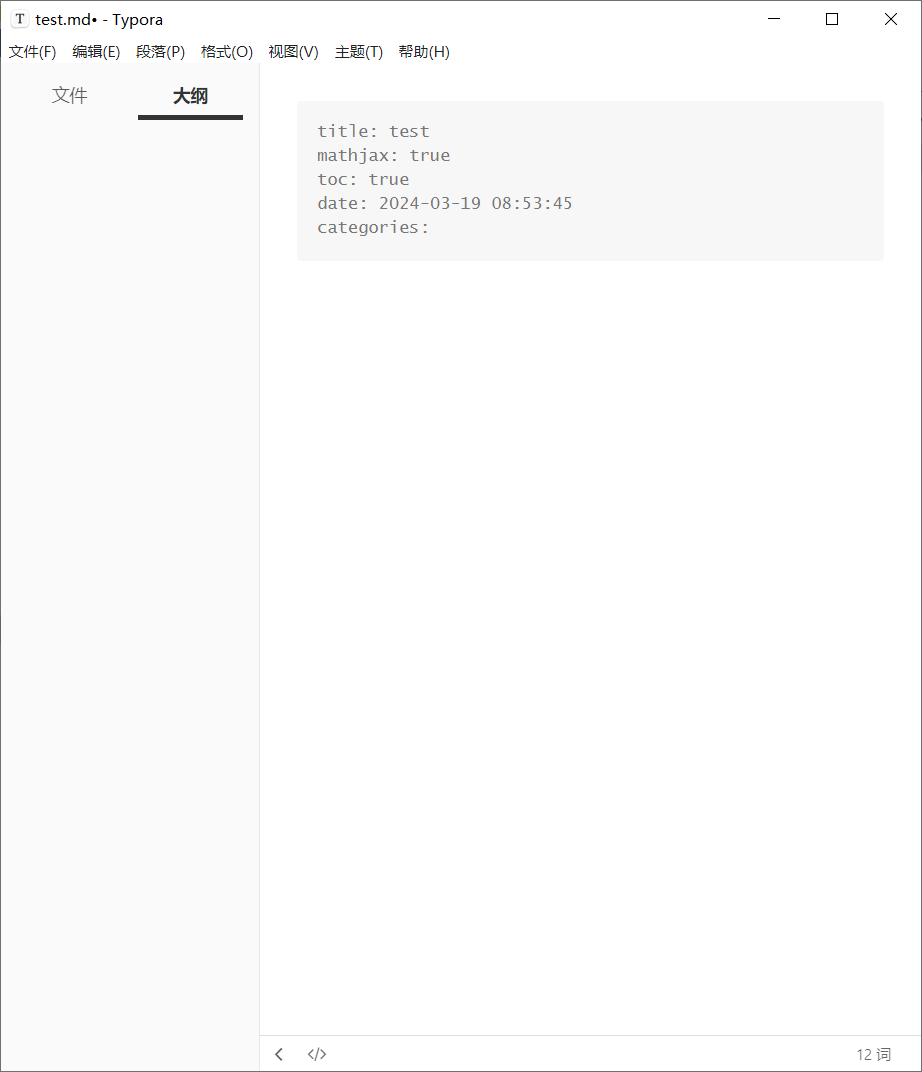 T test.md• - Typora
文件(F) 编辑(E) 段落(P) 格式(O) 视图(V) 主题(T) 帮助(H)
文件 大纲
title: test
mathjax: true
toc: true
date: 2024-03-19 08:53:45
categories:
</> 12 词